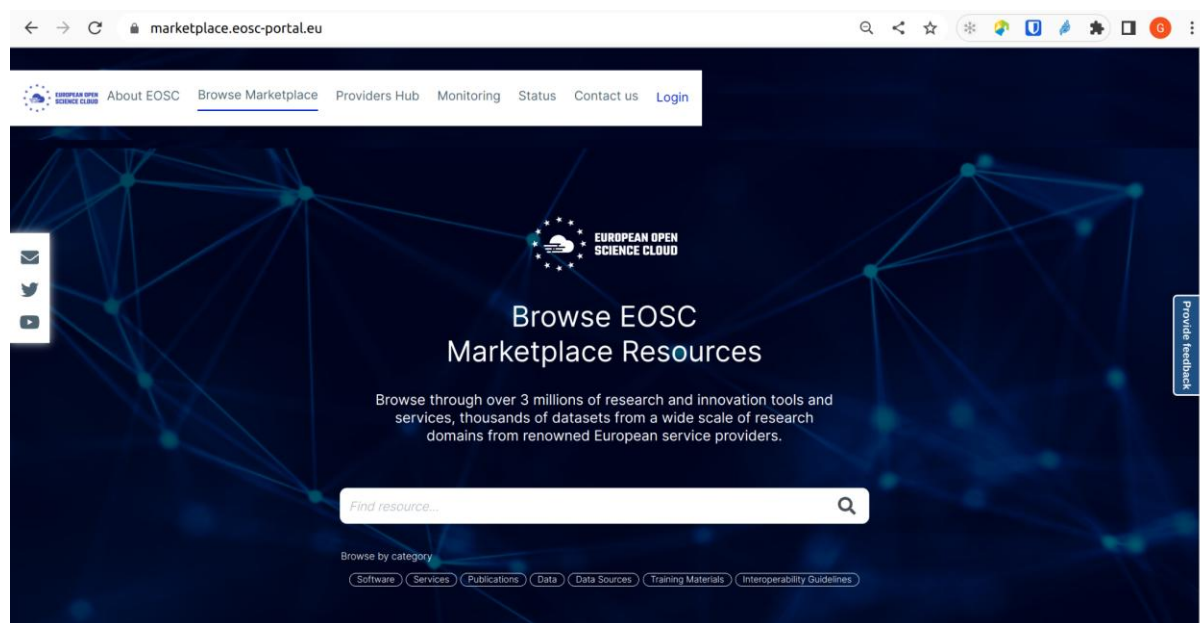 marketplace.eosc-portal.eu
G
EUROPEAN OPEN
SCIENCE CLOUD
About EOSC Browse Marketplace Providers Hub Monitoring Status Contact us Login
EUROPEAN OPEN
SCIENCE CLOUD
Browse EOSC
Marketplace Resources
Browse through over 3 millions of research and innovation tools and
services, thousands of datasets from a wide scale of research
domains from renowned European service providers.
Find resource...
Browse by category
Software Services Publications Data Data Sources Training Materials Interoperability Guidelines
Provide feedback